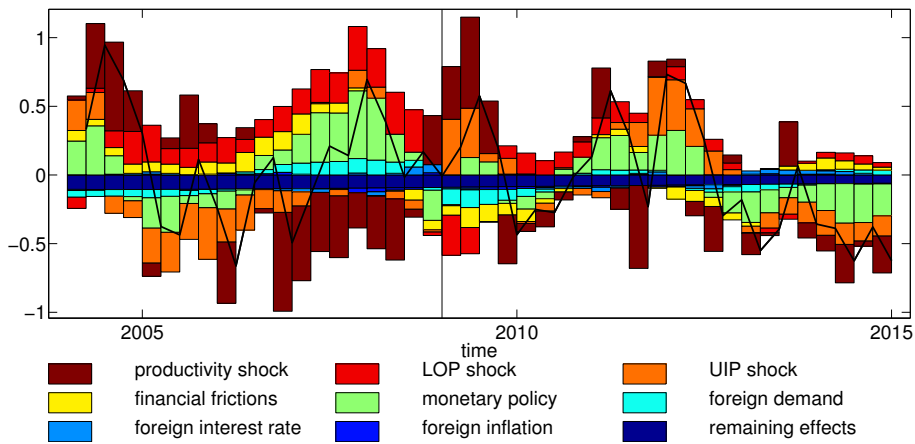 1
0.5
0
−0.5
−1
2005 2010 2015
time
productivity shock LOP shock UIP shock
financial frictions monetary policy foreign demand
foreign interest rate foreign inflation remaining effects